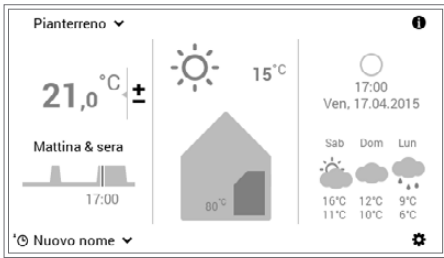 Pianterreno
21,0 °C ±
Mattina & sera
17:00
Nuovo nome
15°C
00°C
17:00
Ven, 17.04.2015
Sab Dom Lun
16°C 12°C 9°C
11°C 10°C 6°C